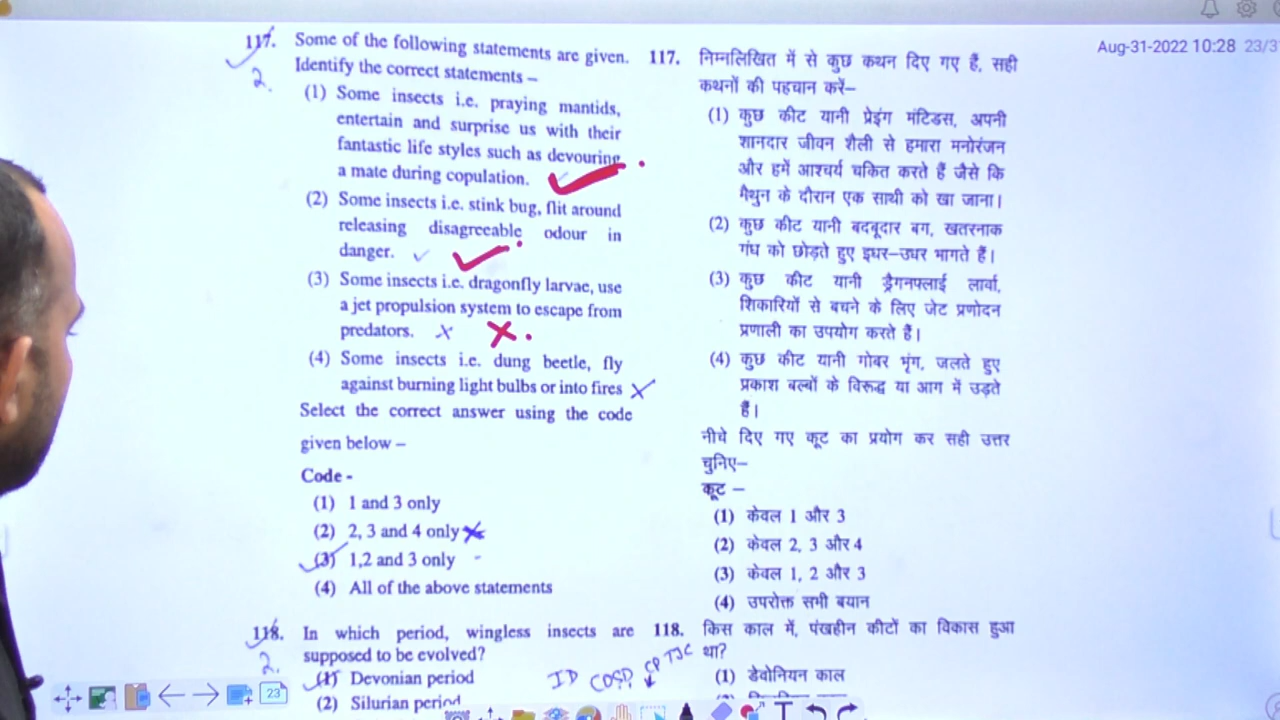 Aug-31-2022 10:28 23/3
117. Some of the following statements are given.
Identify the correct statements –
2.
(1) Some insects i.e. praying mantids,
entertain and surprise us with their
fantastic life styles such as devouring
a mate during copulation.
(2) Some insects i.e. stink bug, flit around
releasing disagreeable odour in
danger.
(3) Some insects i.e. dragonfly larvae, use
a jet propulsion system to escape from
predators.
(4) Some insects i.e. dung beetle, fly
against burning light bulbs or into fires
Select the correct answer using the code
given below –
Code -
(1) 1 and 3 only
(2) 2, 3 and 4 only
(3) 1,2 and 3 only
(4) All of the above statements
118. In which period, wingless insects are
supposed to be evolved?
2.
(1) Devonian period
(2) Silurian period
ID COSD CP TJC
23
117. निम्नलिखित में से कुछ कथन दिए गए हैं, सही
कथनों की पहचान करें–
(1) कुछ कीट यानी प्रेइंग मंटिडस, अपनी
शानदार जीवन शैली से हमारा मनोरंजन
और हमें आश्चर्य चकित करते हैं जैसे कि
मैथुन के दौरान एक साथी को खा जाना।
(2) कुछ कीट यानी बदबूदार बग, खतरनाक
गंध को छोड़ते हुए इधर–उधर भागते हैं।
(3) कुछ कीट यानी ड्रैगनफ्लाई लार्वा,
शिकारियों से बचने के लिए जेट प्रणोदन
प्रणाली का उपयोग करते हैं।
(4) कुछ कीट यानी गोबर भृंग, जलते हुए
प्रकाश बल्बों के विरूद्ध या आग में उड़ते
हैं।
नीचे दिए गए कूट का प्रयोग कर सही उत्तर
चुनिए–
कूट –
(1) केवल 1 और 3
(2) केवल 2, 3 और 4
(3) केवल 1, 2 और 3
(4) उपरोक्त सभी बयान
118. किस काल में, पंखहीन कीटों का विकास हुआ
था?
(1) डेवोनियन काल